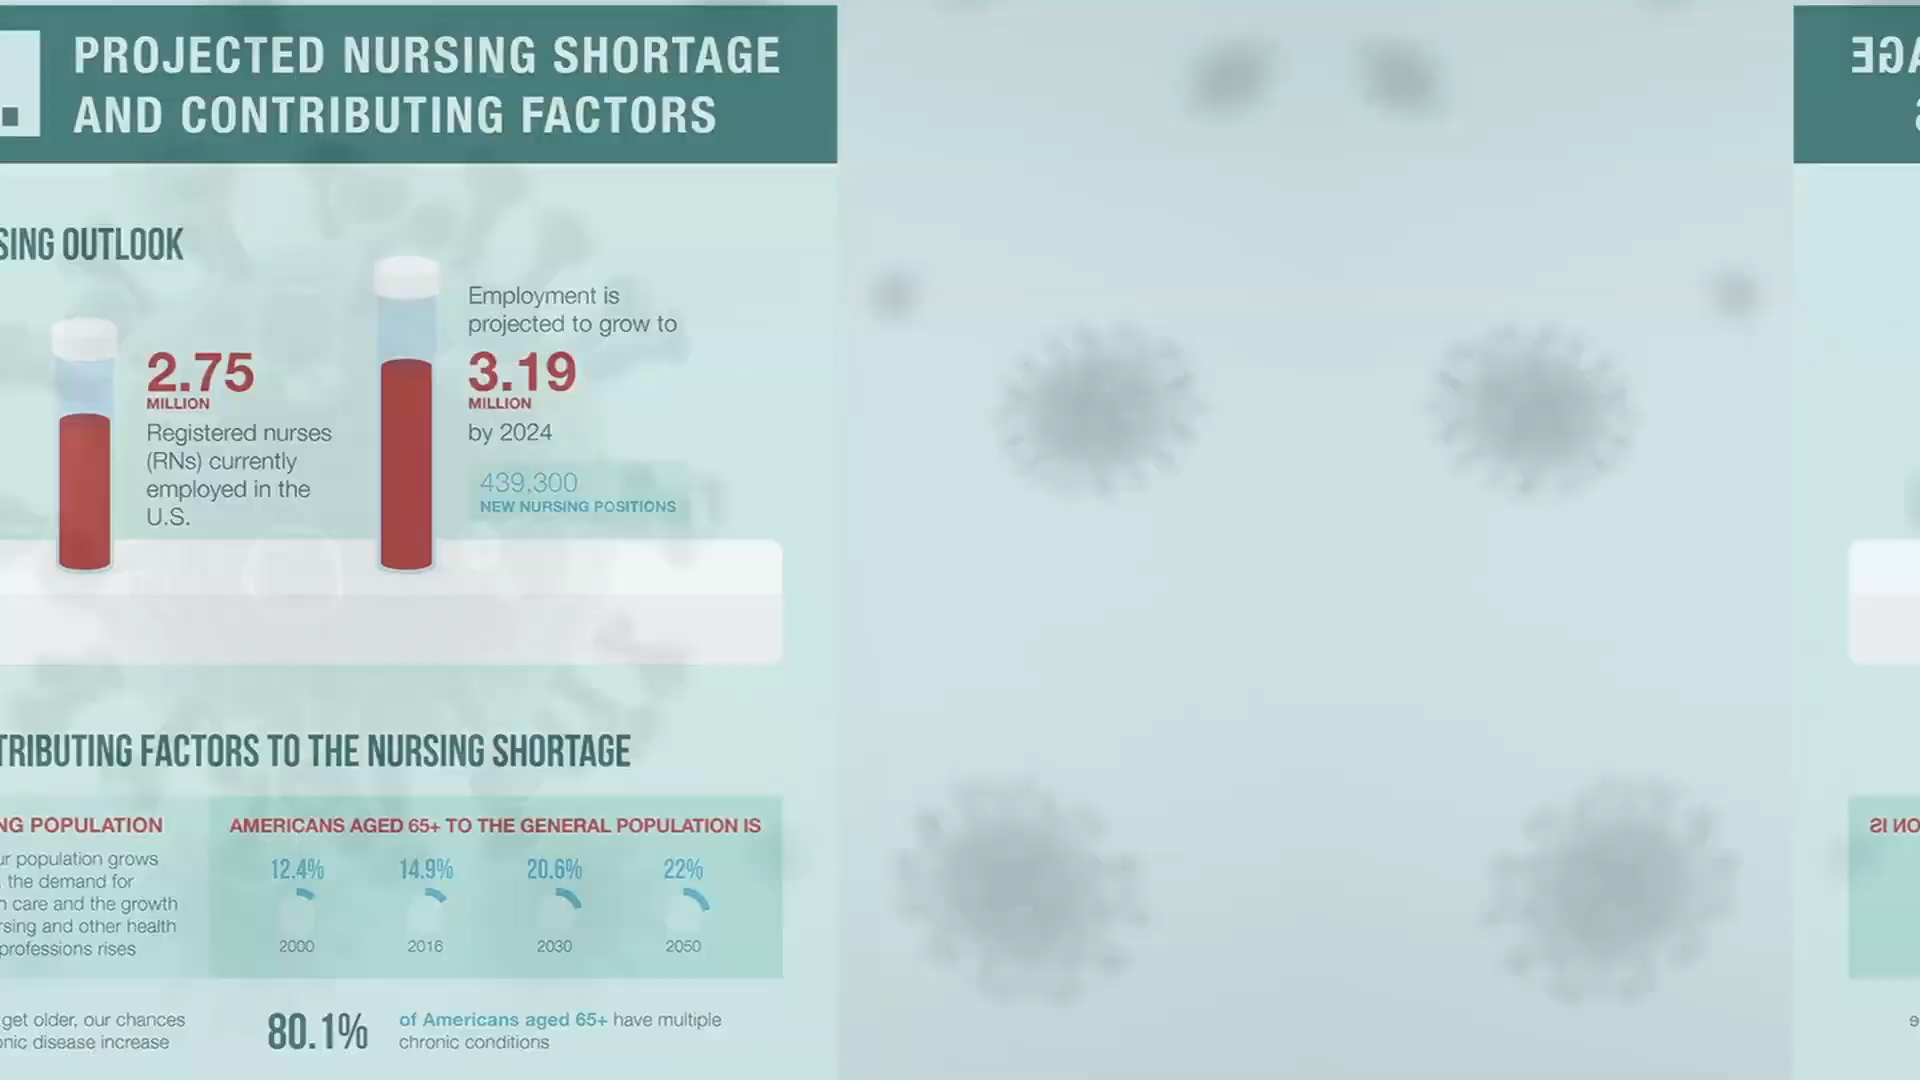 PROJECTED NURSING SHORTAGE
AND CONTRIBUTING FACTORS
SING OUTLOOK
2.75
MILLION
Registered nurses
(RNs) currently
employed in the
U.S.
Employment is
projected to grow to
3.19
MILLION
by 2024
439,300
NEW NURSING POSITIONS
TRIBUTING FACTORS TO THE NURSING SHORTAGE
NG POPULATION
ur population grows
the demand for
h care and the growth
rsing and other health
professions rises
AMERICANS AGED 65+ TO THE GENERAL POPULATION IS
12.4% 14.9% 20.6% 22%
2000 2016 2030 2050
get older, our chances
onic disease increase
80.1%
of Americans aged 65+ have multiple
chronic conditions